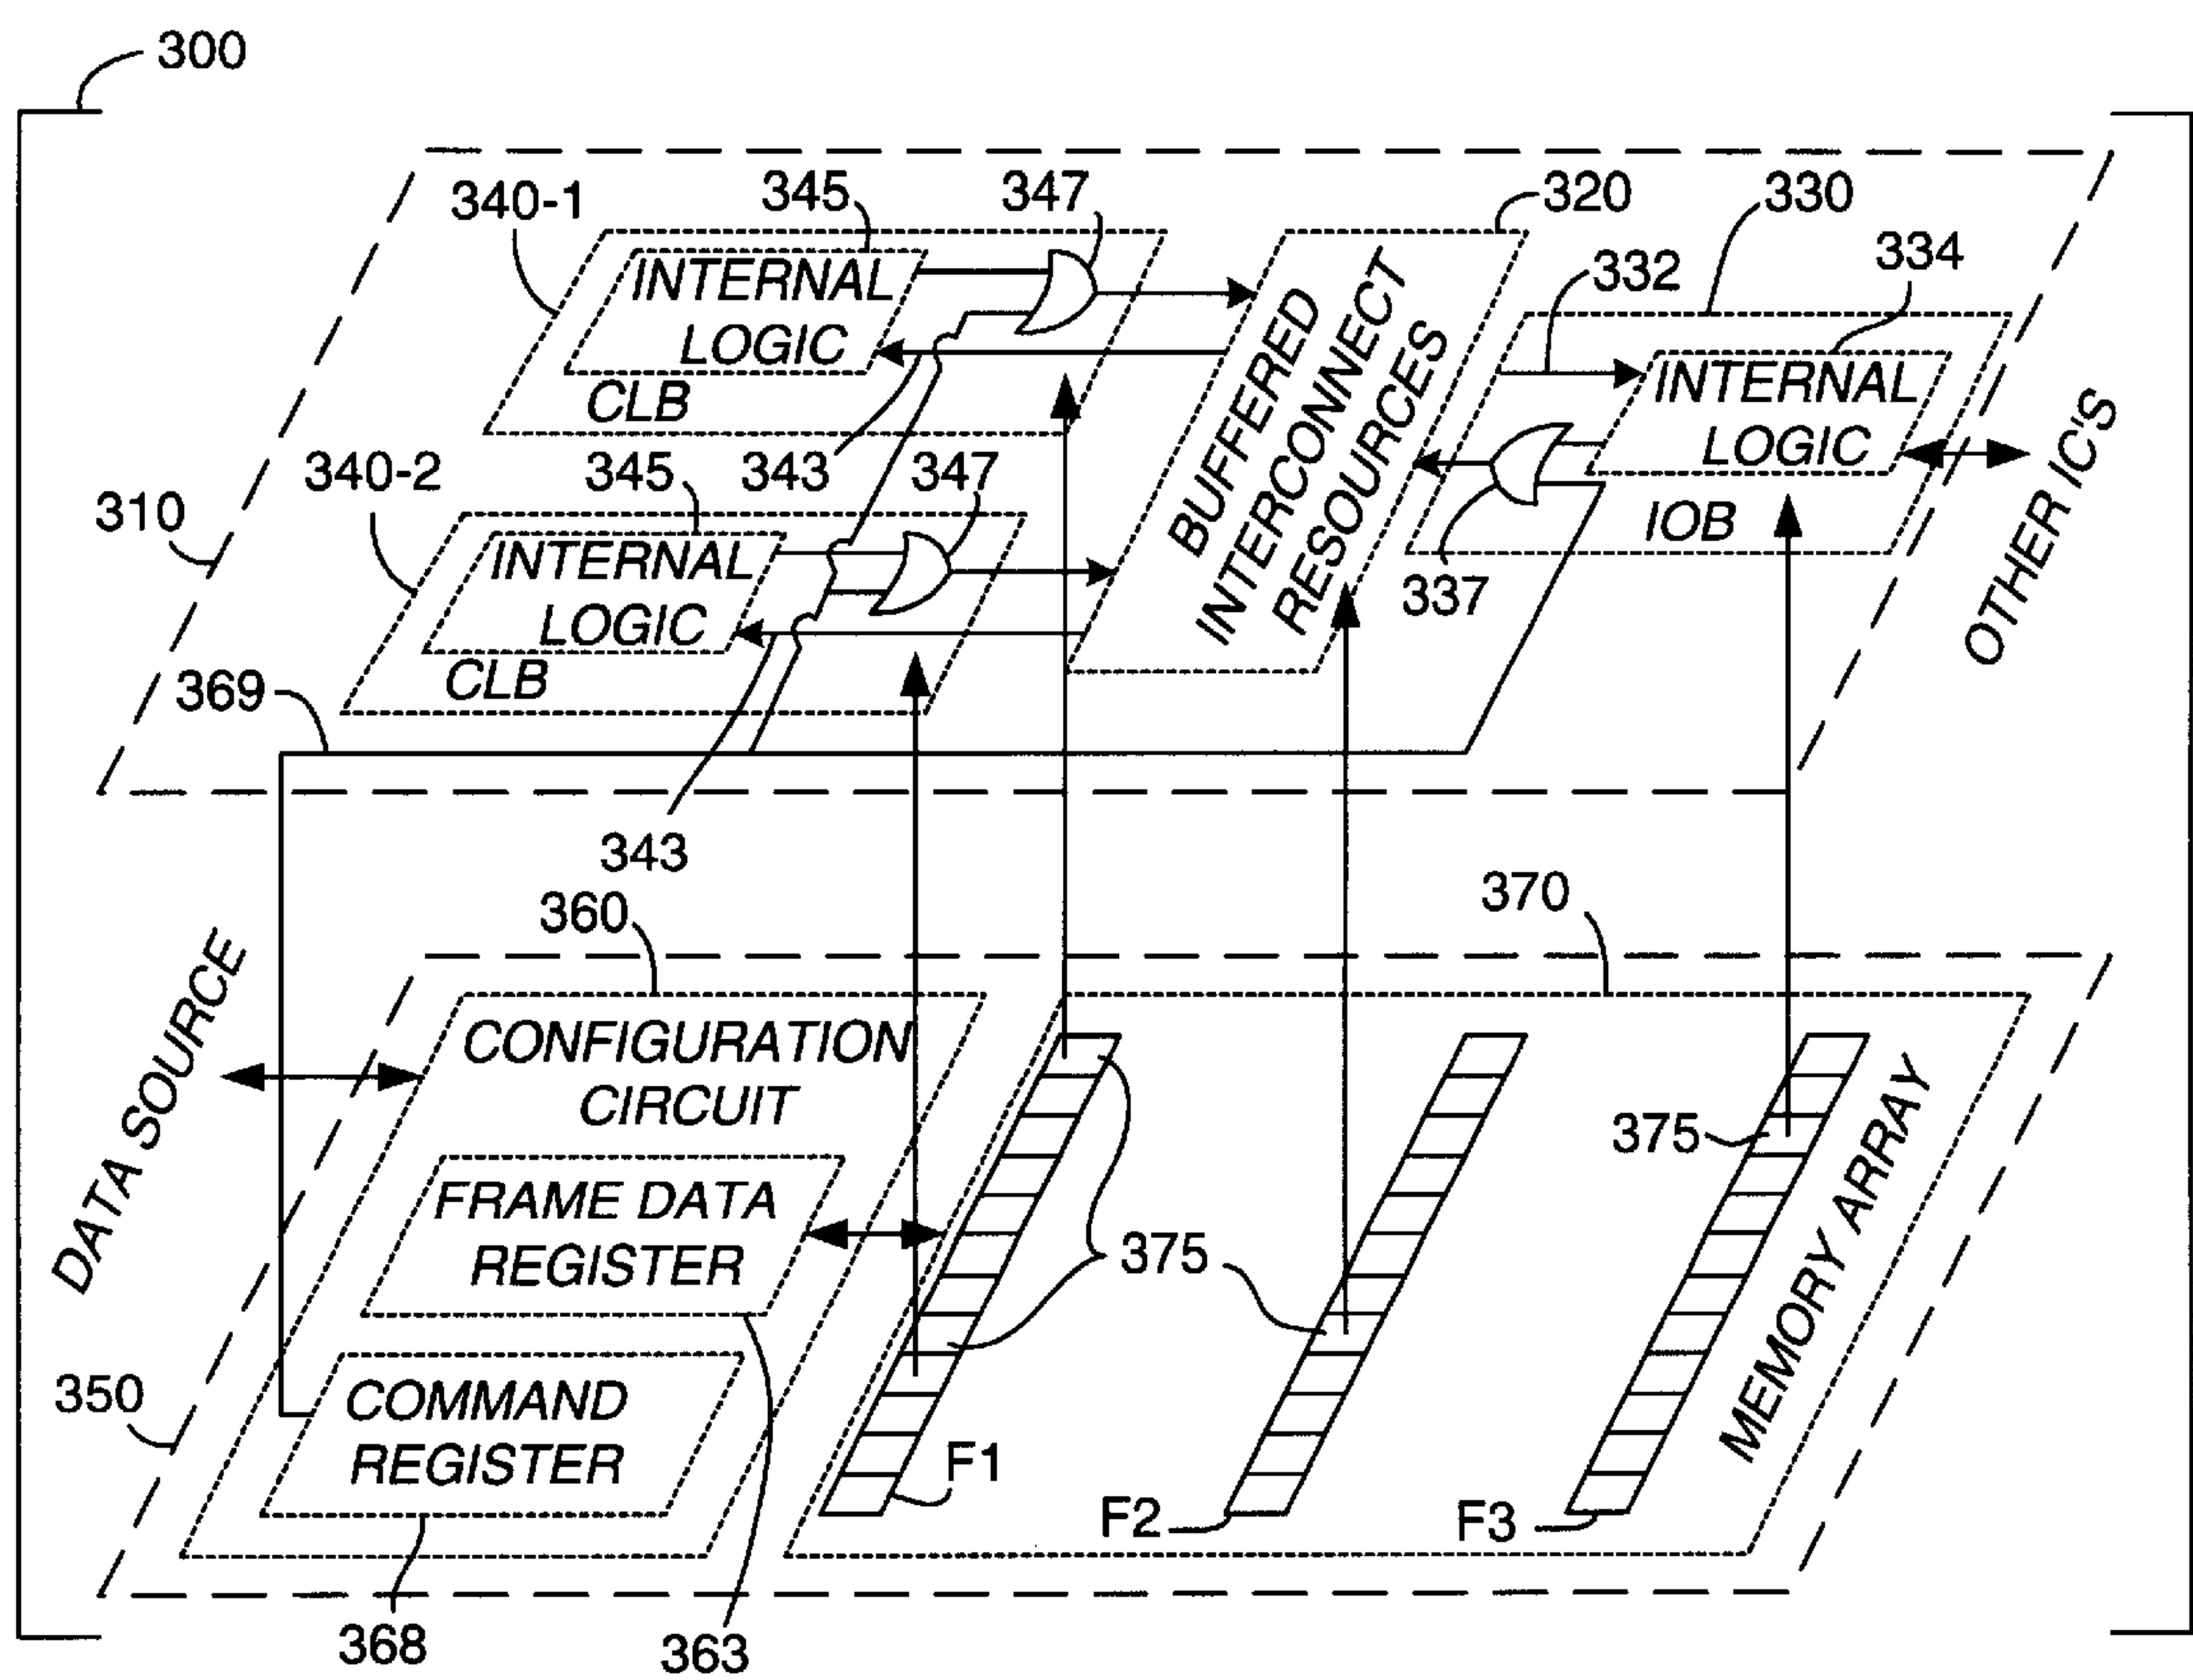 300
340-1
345
347
320
330
332
334
INTERNAL
LOGIC
CLB
BUFFERED
INTERCONNECT
RESOURCES
INTERNAL
LOGIC
IOB
OTHER IC'S
310
340-2
345
343
347
337
INTERNAL
LOGIC
CLB
369
343
360
370
DATA SOURCE
CONFIGURATION
CIRCUIT
FRAME DATA
REGISTER
375
375
MEMORY ARRAY
350
COMMAND
REGISTER
F1
F2
F3
368
363